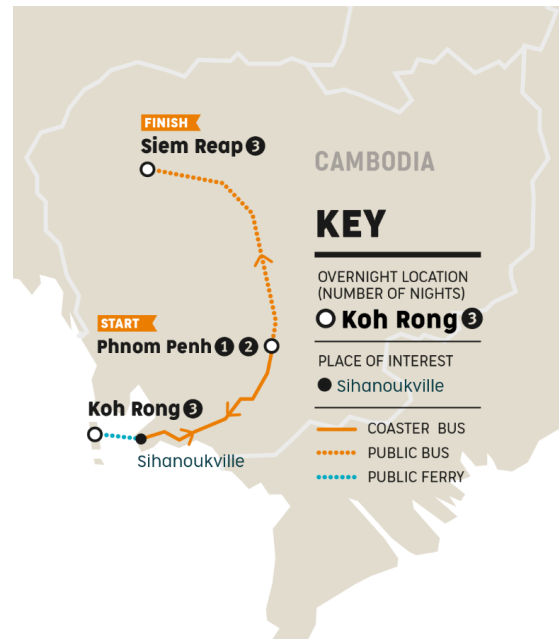 FINISH
Siem Reap 3
CAMBODIA
KEY
OVERNIGHT LOCATION
(NUMBER OF NIGHTS)
Koh Rong 3
START
Phnom Penh 1 2
PLACE OF INTEREST
Sihanoukville
Koh Rong 3
Sihanoukville
COASTER BUS
PUBLIC BUS
PUBLIC FERRY